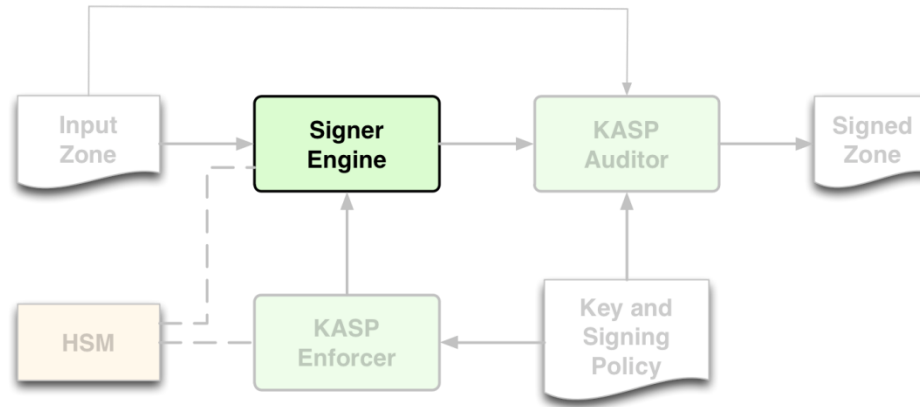 Input
Zone
Signer
Engine
KASP
Auditor
Signed
Zone
HSM
KASP
Enforcer
Key and
Signing
Policy